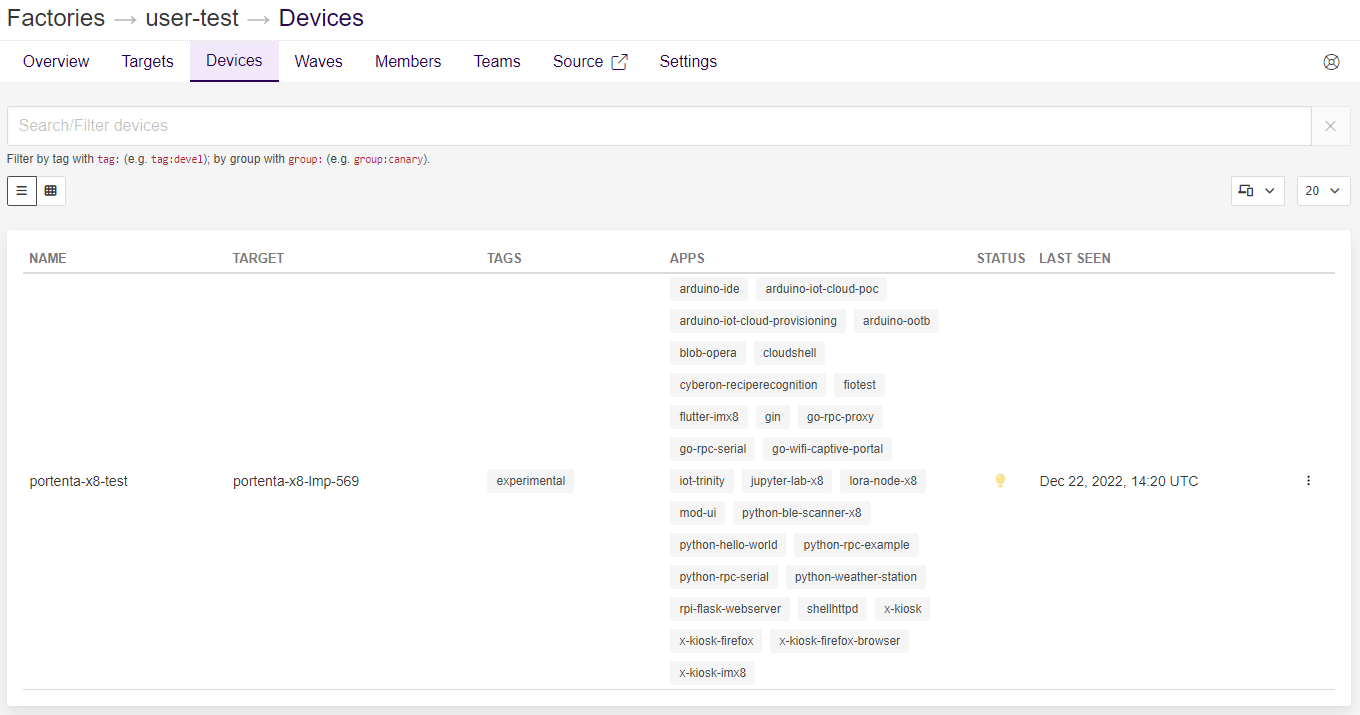 Factories → user-test → Devices
Overview Targets Devices Waves Members Teams Source Settings
Search/Filter devices
Filter by tag with tag: (e.g. tag:devel); by group with group: (e.g. group:canary).
20
NAME TARGET TAGS APPS STATUS LAST SEEN
arduino-ide arduino-iot-cloud-poc
arduino-iot-cloud-provisioning arduino-ootb
blob-opera cloudshell
cyberon-reciperecognition fiotest
flutter-imx8 gin go-rpc-proxy
go-rpc-serial go-wifi-captive-portal
portenta-x8-test portenta-x8-lmp-569 experimental iot-trinity jupyter-lab-x8 lora-node-x8 Dec 22, 2022, 14:20 UTC
mod-ui python-ble-scanner-x8
python-hello-world python-rpc-example
python-rpc-serial python-weather-station
rpi-flask-webserver shellhttpd x-kiosk
x-kiosk-firefox x-kiosk-firefox-browser
x-kiosk-imx8